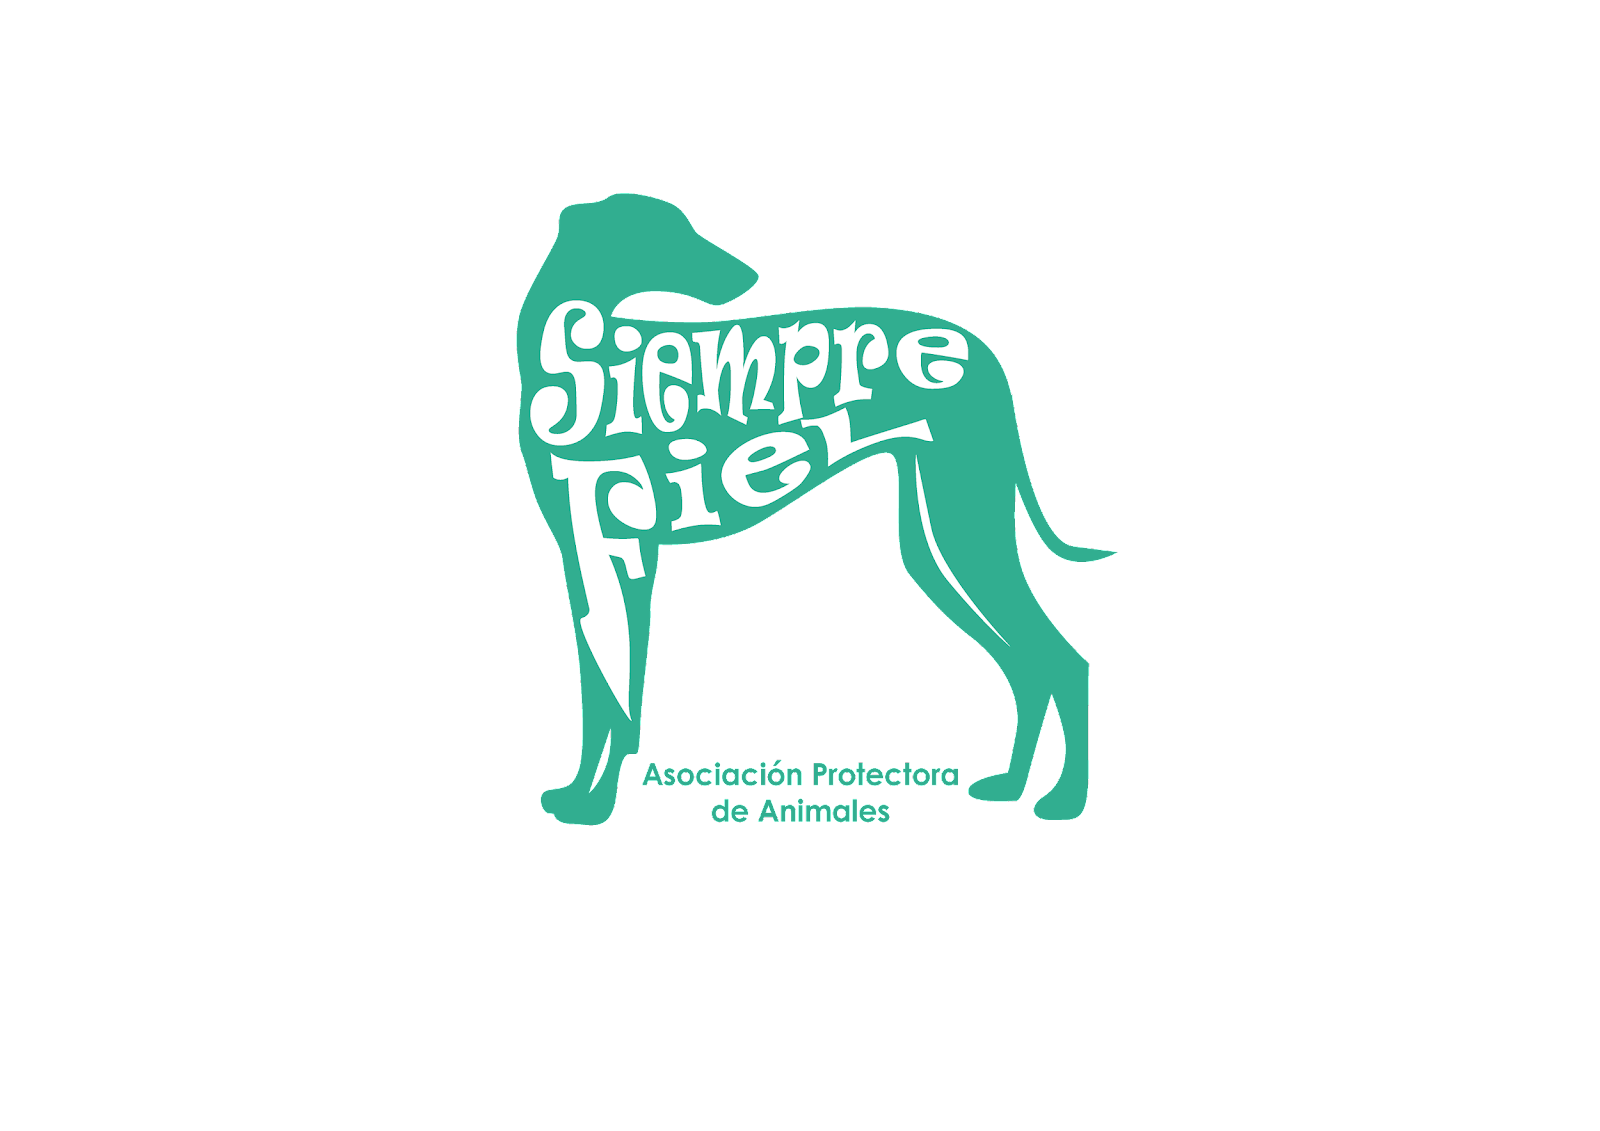 Siempre
Fiel
Asociación Protectora
de Animales